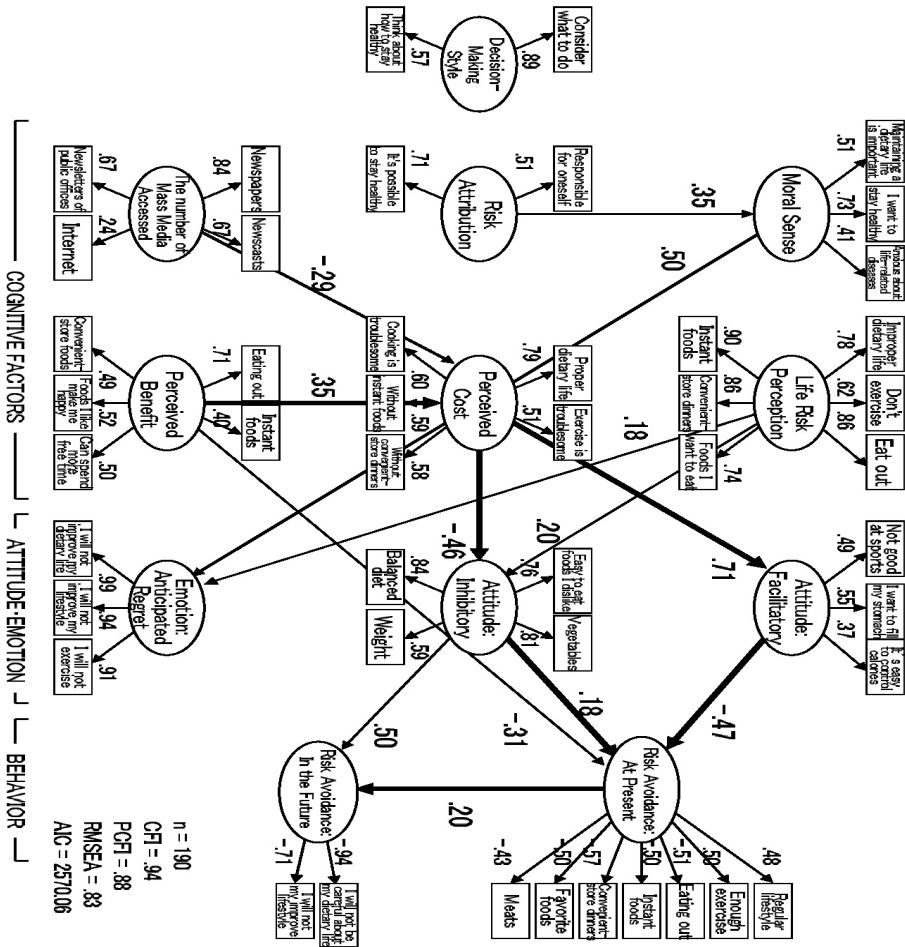 Consider
what to do
.89
Decision-
Making
Style
.57
Think about
how to stay
healthy
Maintaining a
dietary life
is important
I want to
stay healthy
Anxious about
life-related
diseases
.51
.73
.41
Moral Sense
.35
Responsible
for oneself
.51
Risk
Attribution
.71
It's possible
to stay healthy
Newspapers
Newscasts
.84
.67
The number of
Mass Media
Accessed
.67
.24
Newsletters of
public offices
Internet
.50
-.29
Improper
dietary life
Don't
exercise
Eat out
.78
.62
.86
Life Risk
Perception
.90
.86
.74
Instant
foods
Convenient-
store dinners
Foods I
want to eat
Proper
dietary life
Exercise is
troublesome
.79
.51
Perceived
Cost
.60
.59
.58
Cooking is
troublesome
Without
instant foods
Without
convenient-
store dinners
.35
Eating out
Instant
foods
.71
.40
Perceived
Benefit
.49
.52
.50
Convenient-
store foods
Foods I like
make me
happy
Can spend
more
free time
.18
.71
-.46
.20
Not good
at sports
I want to fill
my stomach
It's easy
to control
calories
.49
.55
.37
Attitude:
Facilitatory
Easy to eat
foods I dislike
Vegetables
.76
.81
Attitude:
Inhibitory
.84
.59
Balanced
diet
Weight
Emotion:
Anticipated
Regret
.99
.94
.91
I will not
improve my
dietary life
I will not
improve my
lifestyle
I will not
exercise
-.47
.18
-.31
.50
Risk Avoidance:
At Present
.48
.50
-.51
-.50
-.57
-.50
-.43
Regular
lifestyle
Enough
exercise
Eating out
Instant
foods
Convenient-
store dinners
Favorite
foods
Meats
.20
Risk Avoidance:
In the Future
-.94
-.71
I will not be
careful about
my dietary life
I will not
my improve
lifestyle
COGNITIVE FACTORS
ATTITUDE·EMOTION
BEHAVIOR
n = 190
CFI = .94
PCFI = .88
RMSEA = .83
AIC = 2570.06